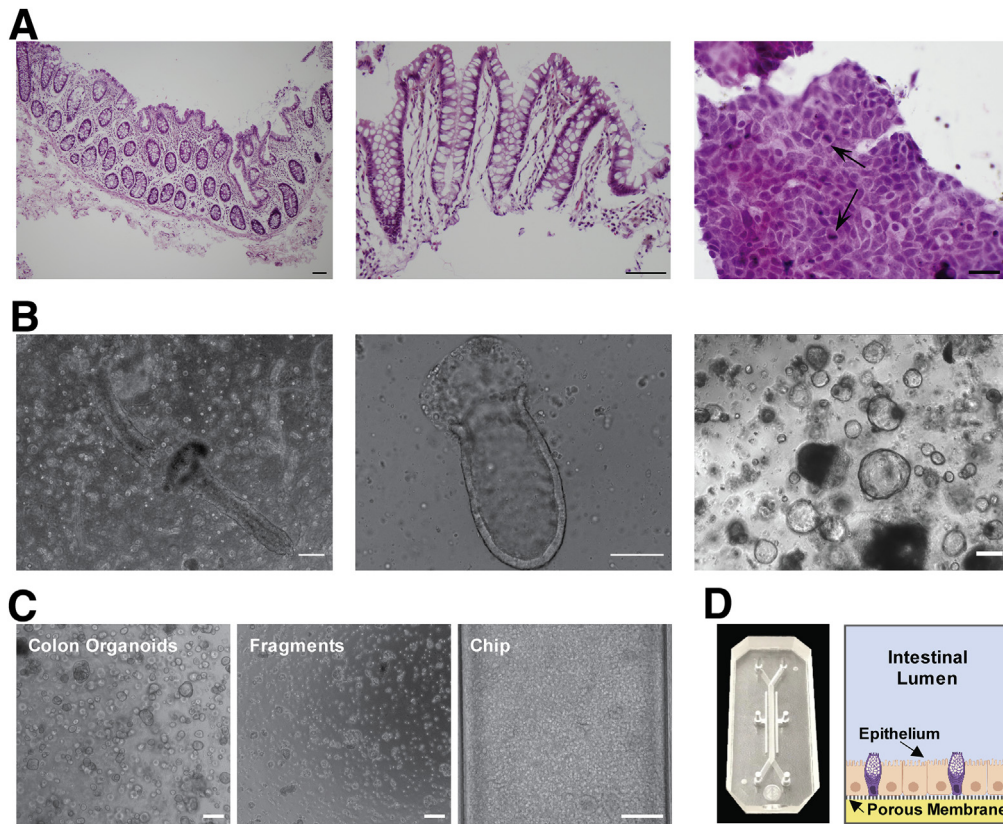 A
B
C
D
Colon Organoids
Fragments
Chip
Intestinal
Lumen
Epithelium
Porous Membrane